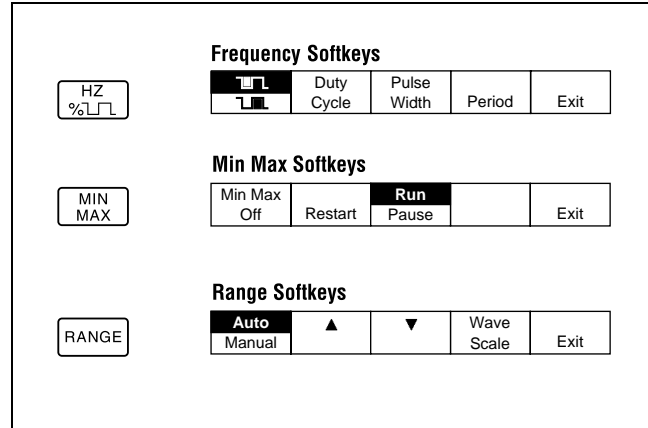 Frequency Softkeys
HZ
%
Duty Pulse
Cycle Width Period Exit
Min Max Softkeys
MIN
MAX
Min Max Run
Off Restart Pause Exit
Range Softkeys
RANGE
Auto ▲ ▼ Wave
Manual Scale Exit